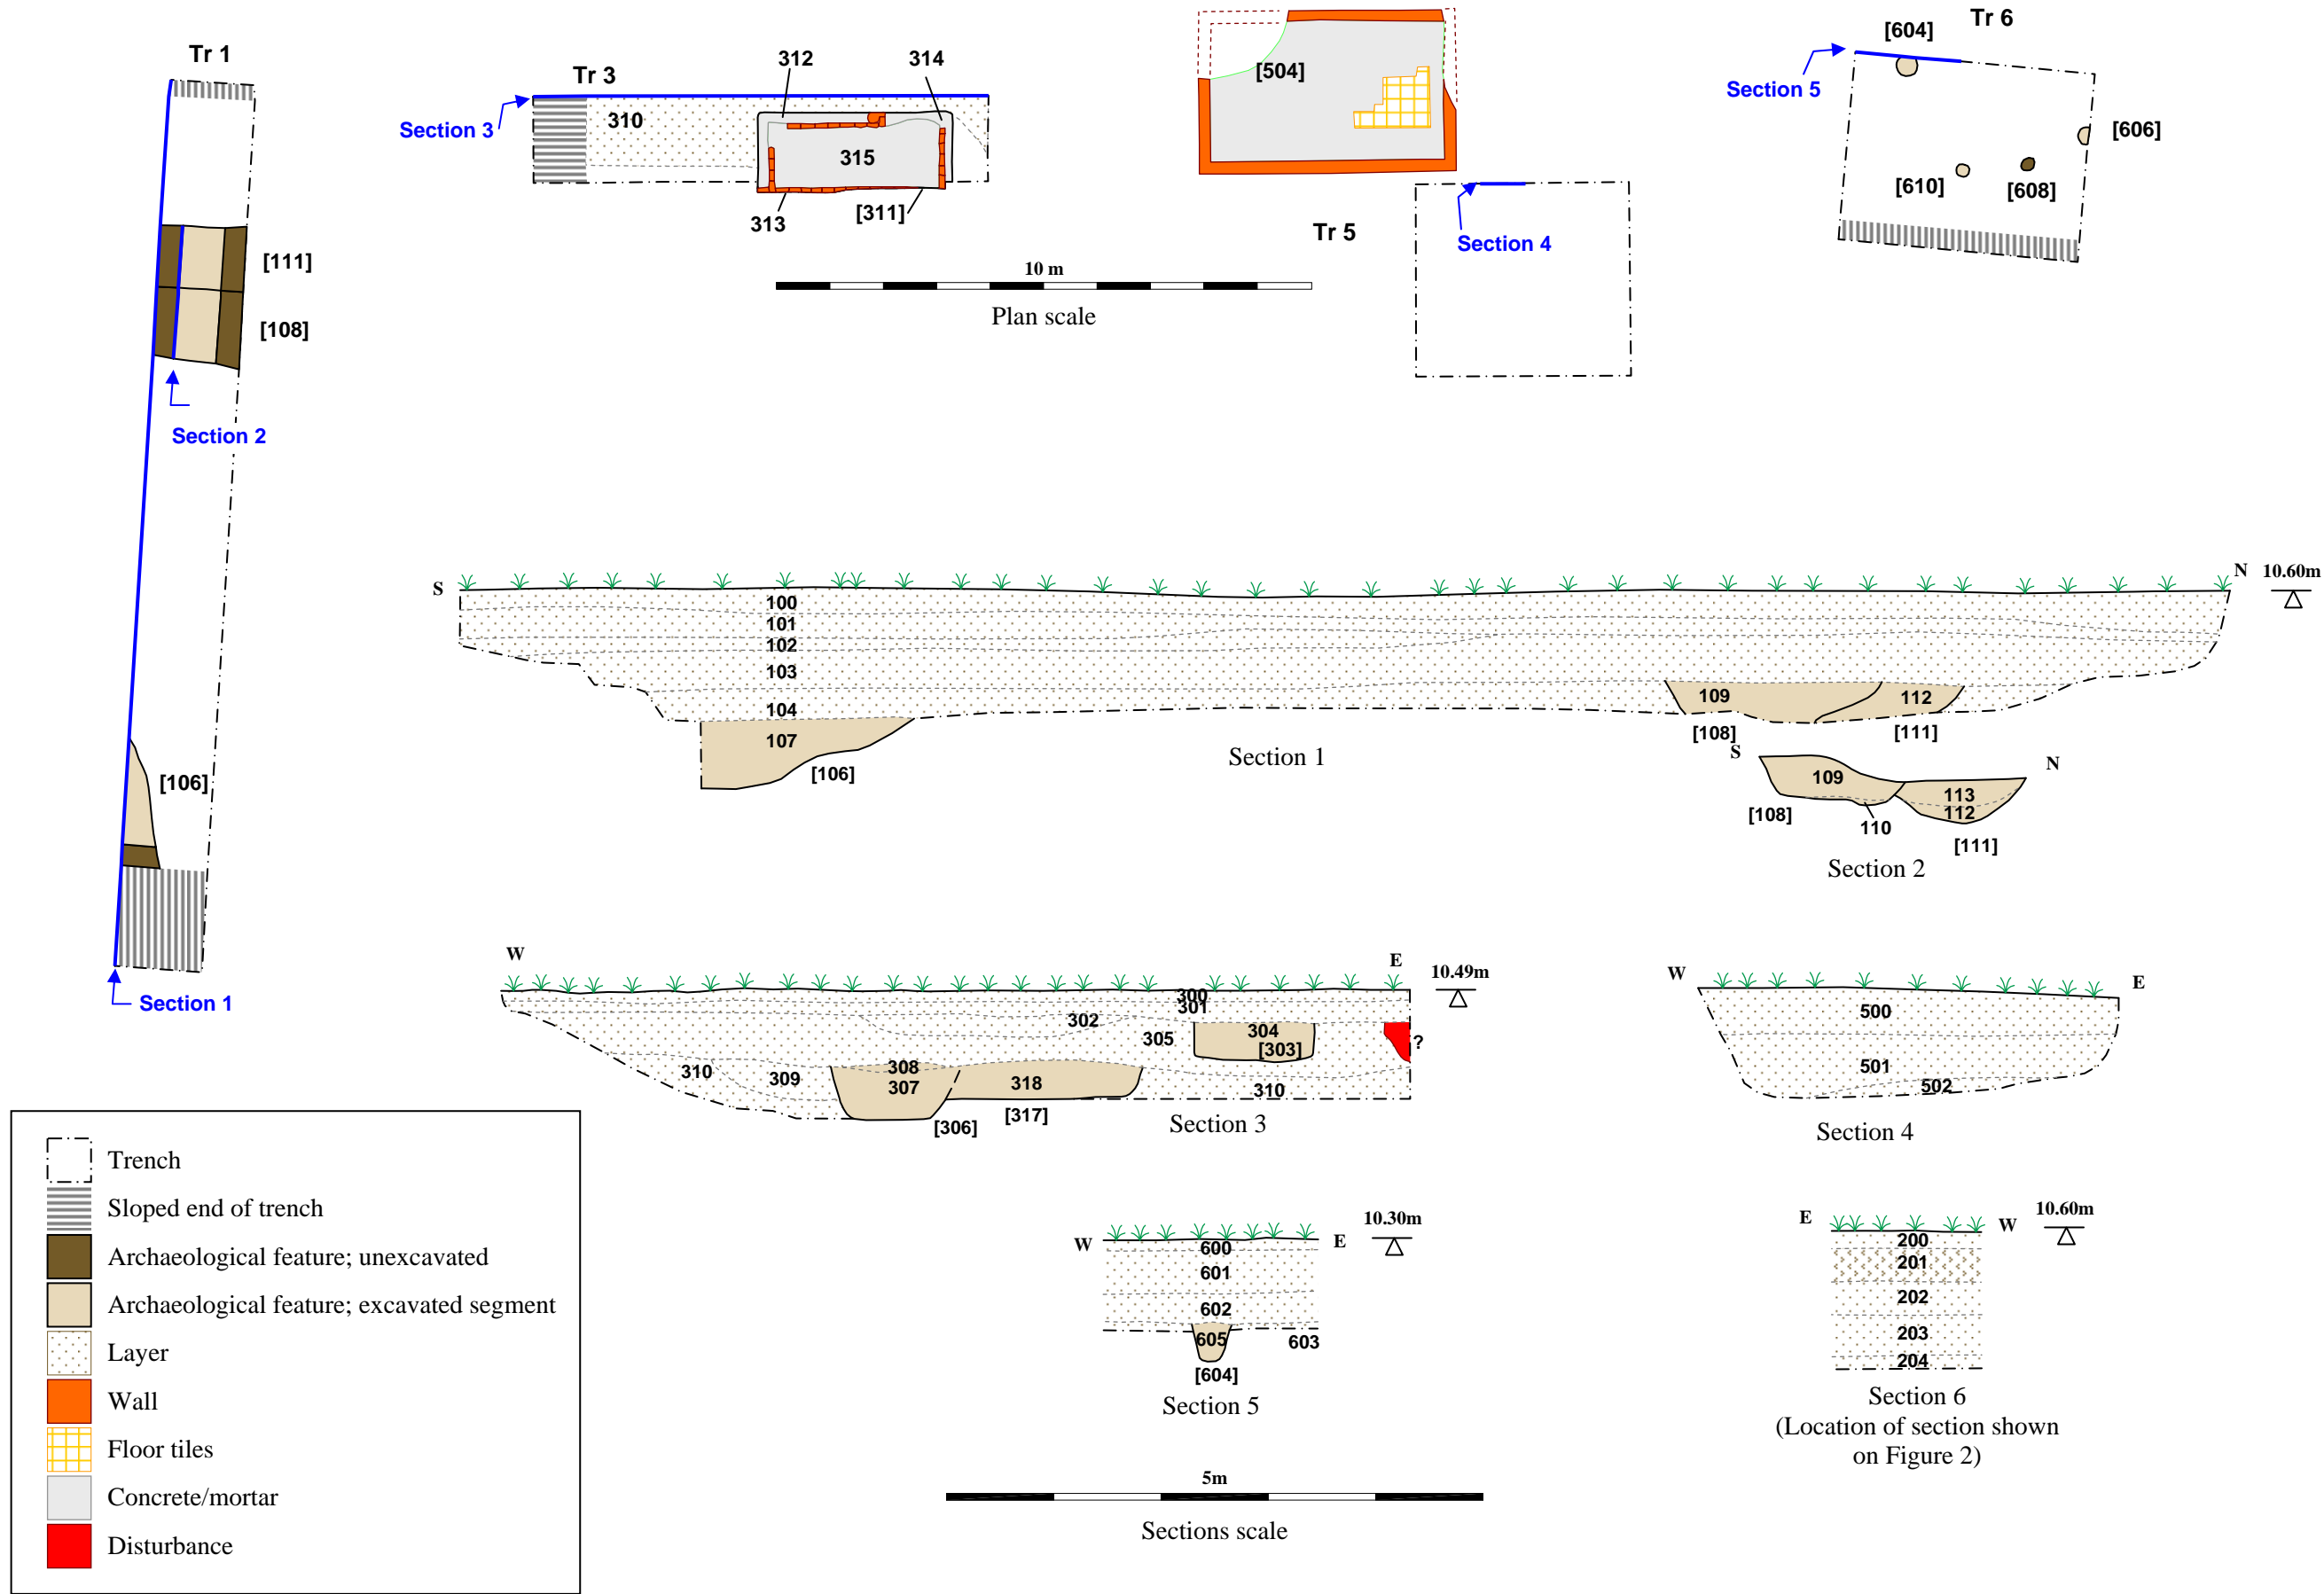 Tr 1
Tr 3
312
314
[504]
[604]
Tr 6
Section 3
310
315
Section 5
[606]
[610]
[608]
313
[311]
Tr 5
Section 4
[111]
[108]
10 m
Plan scale
Section 2
[106]
Section 1
S
N
10.60m
100
101
102
103
104
107
[106]
109
112
[108]
[111]
Section 1
S
N
109
113
112
110
[108]
[111]
Section 2
W
E
10.49m
300
301
302
305
304
[303]
?
310
309
308
307
318
310
[306]
[317]
Section 3
W
E
500
501
502
Section 4
W
E
10.30m
600
601
602
605
603
[604]
Section 5
E
W
10.60m
200
201
202
203
204
Section 6
(Location of section shown
on Figure 2)
5m
Sections scale
Trench
Sloped end of trench
Archaeological feature; unexcavated
Archaeological feature; excavated segment
Layer
Wall
Floor tiles
Concrete/mortar
Disturbance